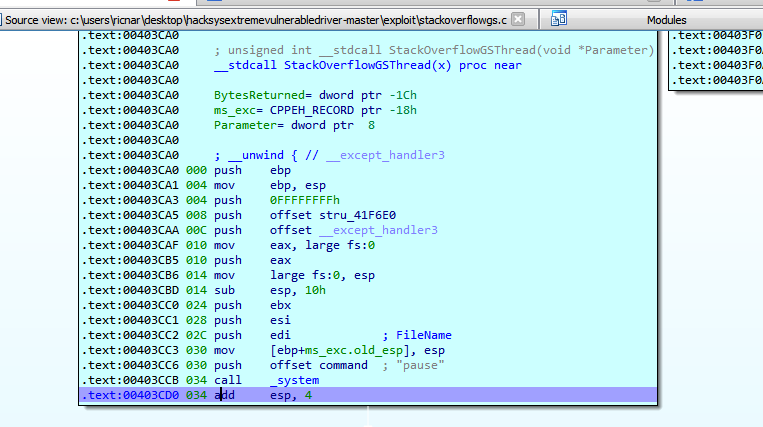 Source view: c:\users\ricnar\desktop\hacksysextremevulnerabledriver-master\exploit\stackoverflowgs.c
Modules
.text:00403CA0
.text:00403CA0 ; unsigned int __stdcall StackOverflowGSThread(void *Parameter)
.text:00403CA0 __stdcall StackOverflowGSThread(x) proc near
.text:00403CA0
.text:00403CA0 BytesReturned= dword ptr -1Ch
.text:00403CA0 ms_exc= CPPEH_RECORD ptr -18h
.text:00403CA0 Parameter= dword ptr 8
.text:00403CA0
.text:00403CA0 ; __unwind { // __except_handler3
.text:00403CA0 000 push ebp
.text:00403CA1 004 mov ebp, esp
.text:00403CA3 004 push 0FFFFFFFFh
.text:00403CA5 008 push offset stru_41F6E0
.text:00403CAA 00C push offset __except_handler3
.text:00403CAF 010 mov eax, large fs:0
.text:00403CB5 010 push eax
.text:00403CB6 014 mov large fs:0, esp
.text:00403CBD 014 sub esp, 10h
.text:00403CC0 024 push ebx
.text:00403CC1 028 push esi
.text:00403CC2 02C push edi ; FileName
.text:00403CC3 030 mov [ebp+ms_exc.old_esp], esp
.text:00403CC6 030 push offset command ; "pause"
.text:00403CCB 034 call _system
.text:00403CD0 034 add esp, 4
.text:00403F0
.text:00403F0
.text:00403F0